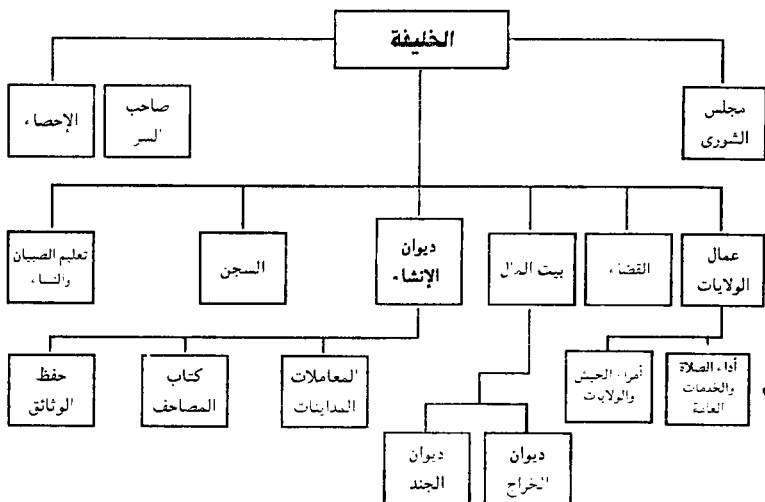 الخليفة
مجلس
الشورى
صاحب
السر
الإحصاء
عمال
الولايات
القضاء
بيت المال
ديوان
الإنشاء
السجن
تعليم الصبيان
والنساء
أداء الصلاة
والخدمات
العامة
أمراء الجيش
والولايات
المعاملات
المداينات
كتاب
المصاحف
حفظ
الوثائق
ديوان
الخراج
ديوان
الجند